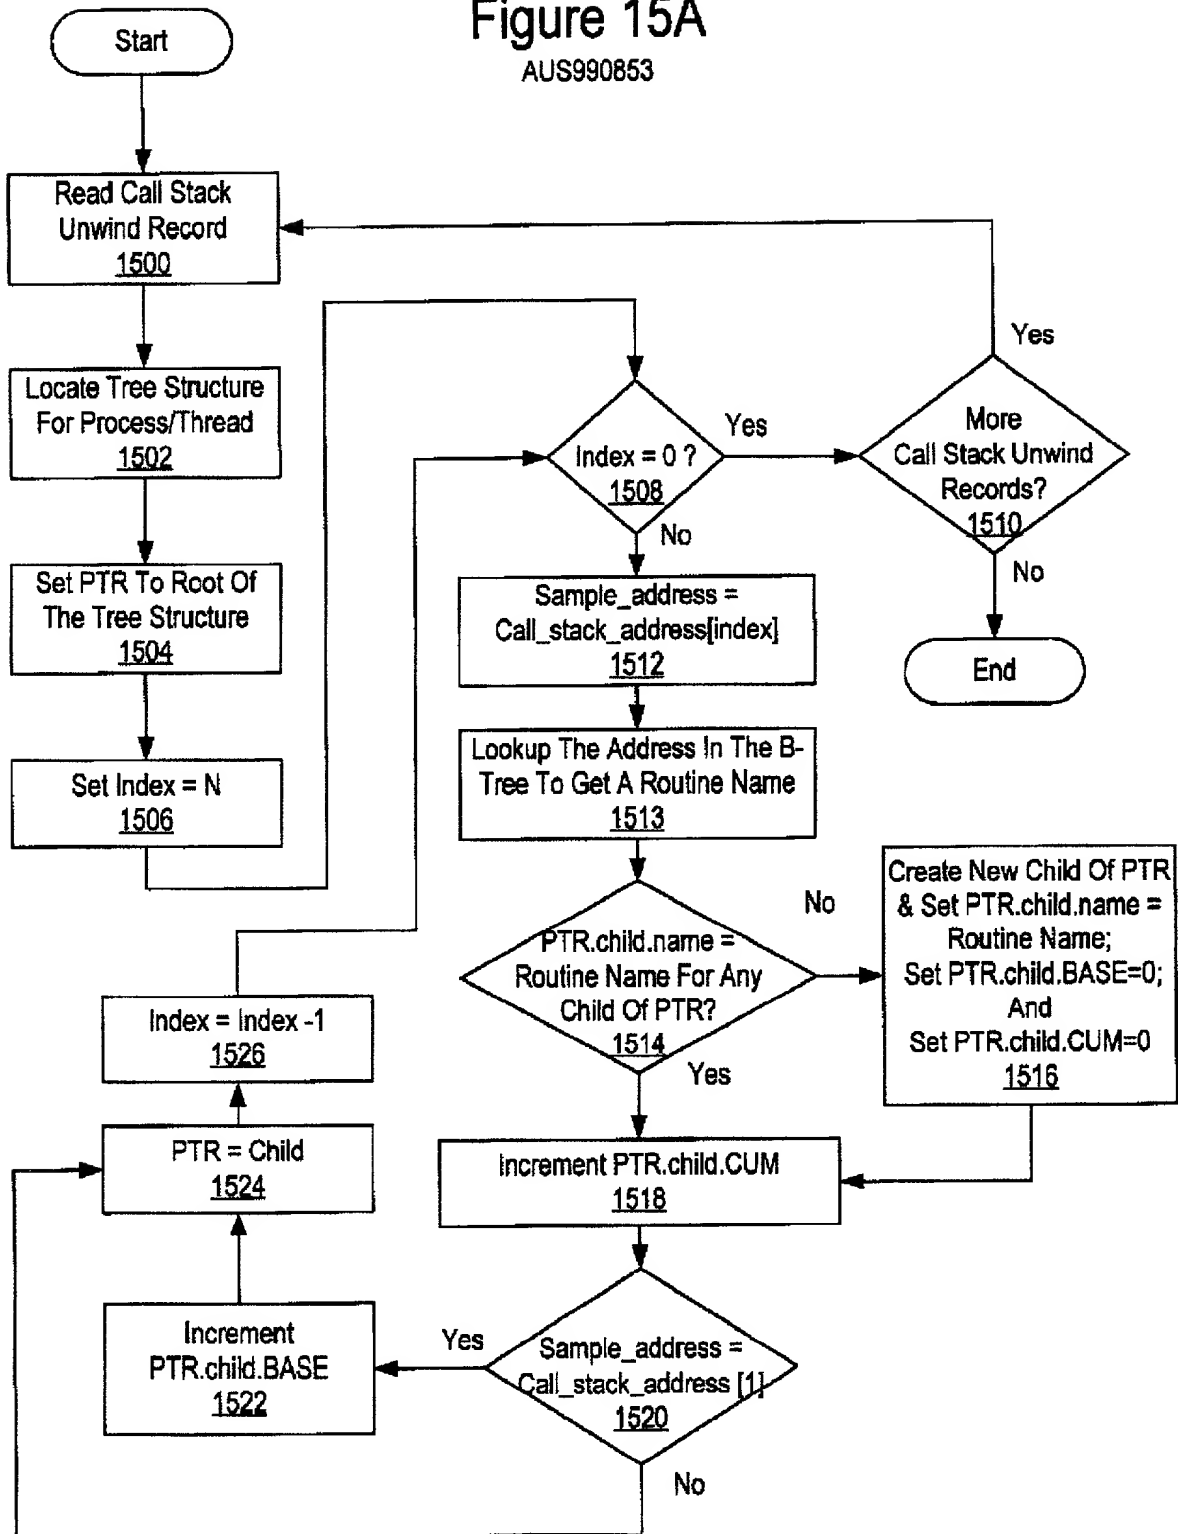 Figure 15A
AUS990853
Start
Read Call Stack
Unwind Record
1500
Locate Tree Structure
For Process/Thread
1502
Set PTR To Root Of
The Tree Structure
1504
Set Index = N
1506
Index = 0 ?
1508
Yes
No
More
Call Stack Unwind
Records?
1510
Yes
No
End
Sample_address =
Call_stack_address[index]
1512
Lookup The Address In The B-
Tree To Get A Routine Name
1513
PTR.child.name =
Routine Name For Any
Child Of PTR?
1514
No
Yes
Create New Child Of PTR
& Set PTR.child.name =
Routine Name;
Set PTR.child.BASE=0;
And
Set PTR.child.CUM=0
1516
Increment PTR.child.CUM
1518
Sample_address =
Call_stack_address [1]
1520
Yes
No
Increment
PTR.child.BASE
1522
PTR = Child
1524
Index = Index -1
1526